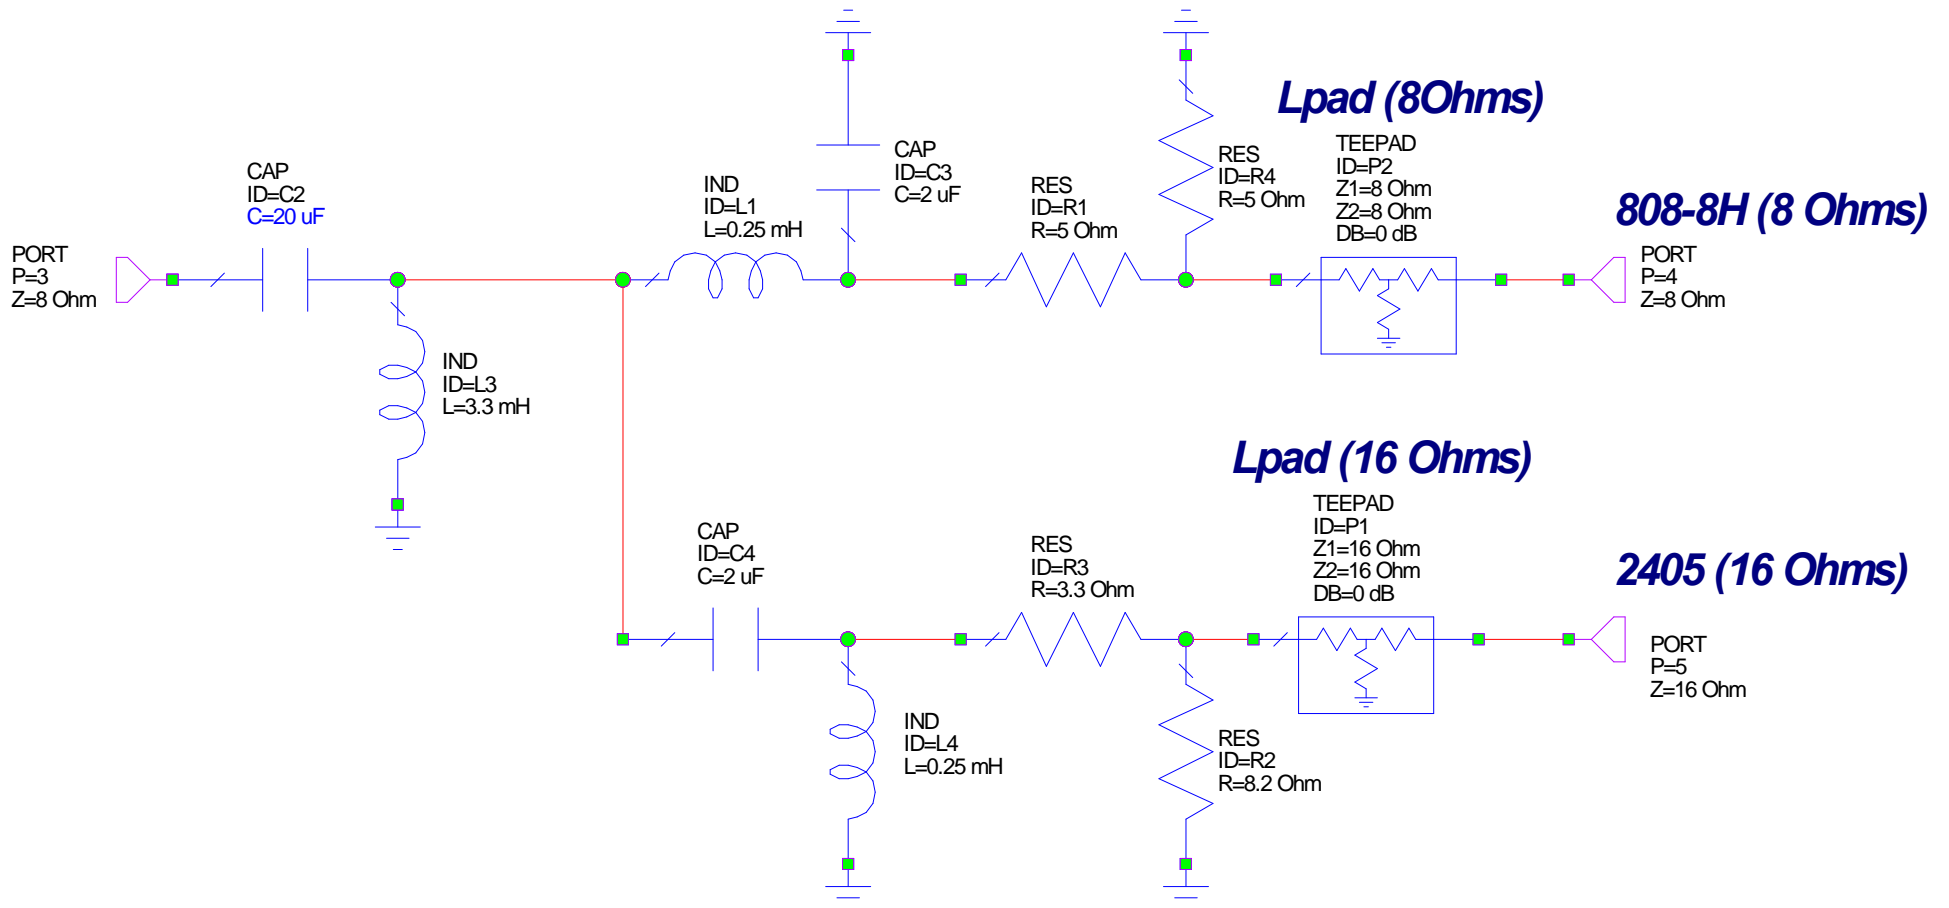 Lpad (8Ohms)
TEEPAD
ID=P2
Z1=8 Ohm
Z2=8 Ohm
DB=0 dB
CAP
ID=C3
C=2 uF
RES
ID=R4
R=5 Ohm
CAP
ID=C2
C=20 uF
IND
ID=L1
L=0.25 mH
RES
ID=R1
R=5 Ohm
808-8H (8 Ohms)
PORT
P=3
Z=8 Ohm
PORT
P=4
Z=8 Ohm
IND
ID=L3
L=3.3 mH
Lpad (16 Ohms)
TEEPAD
ID=P1
Z1=16 Ohm
Z2=16 Ohm
DB=0 dB
CAP
ID=C4
C=2 uF
RES
ID=R3
R=3.3 Ohm
2405 (16 Ohms)
PORT
P=5
Z=16 Ohm
IND
ID=L4
L=0.25 mH
RES
ID=R2
R=8.2 Ohm